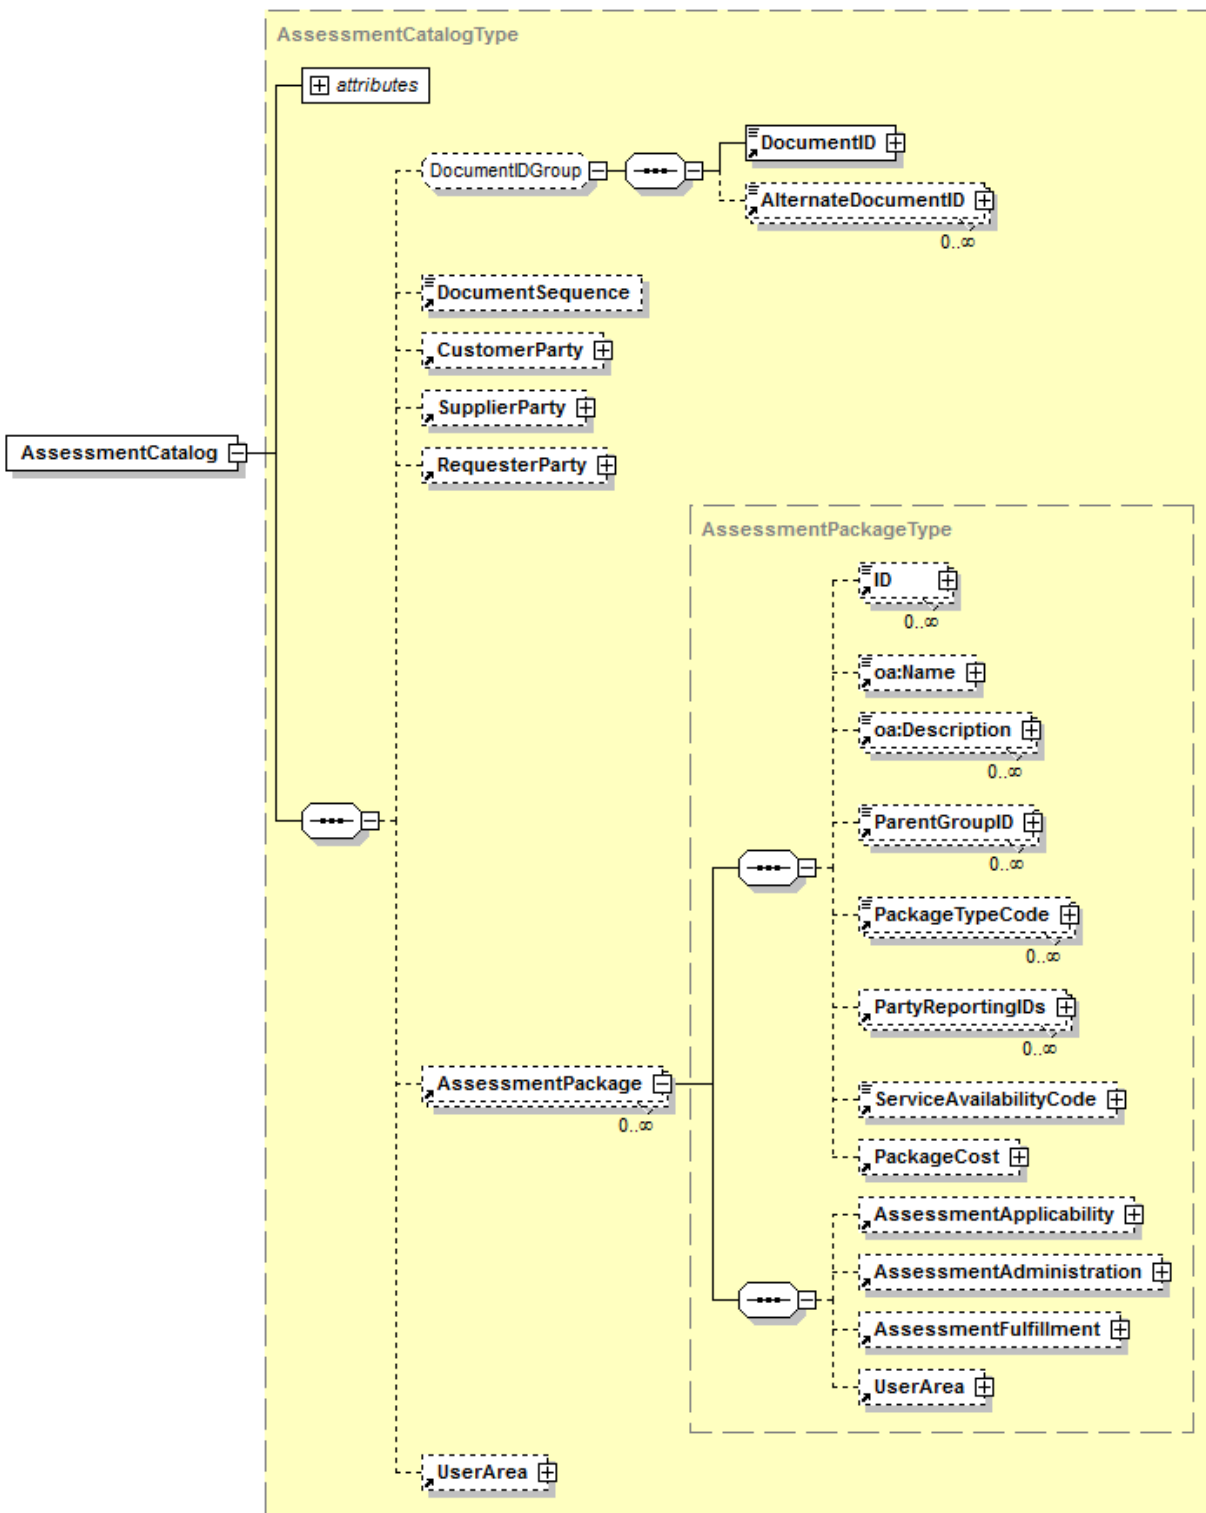 AssessmentCatalogType
attributes
DocumentIDGroup
DocumentID
AlternateDocumentID
0..∞
DocumentSequence
CustomerParty
SupplierParty
RequesterParty
AssessmentCatalog
AssessmentPackageType
ID
0..∞
oa:Name
oa:Description
0..∞
ParentGroupID
0..∞
PackageTypeCode
0..∞
PartyReportingIDs
0..∞
AssessmentPackage
0..∞
ServiceAvailabilityCode
PackageCost
AssessmentApplicability
AssessmentAdministration
AssessmentFulfillment
UserArea
UserArea